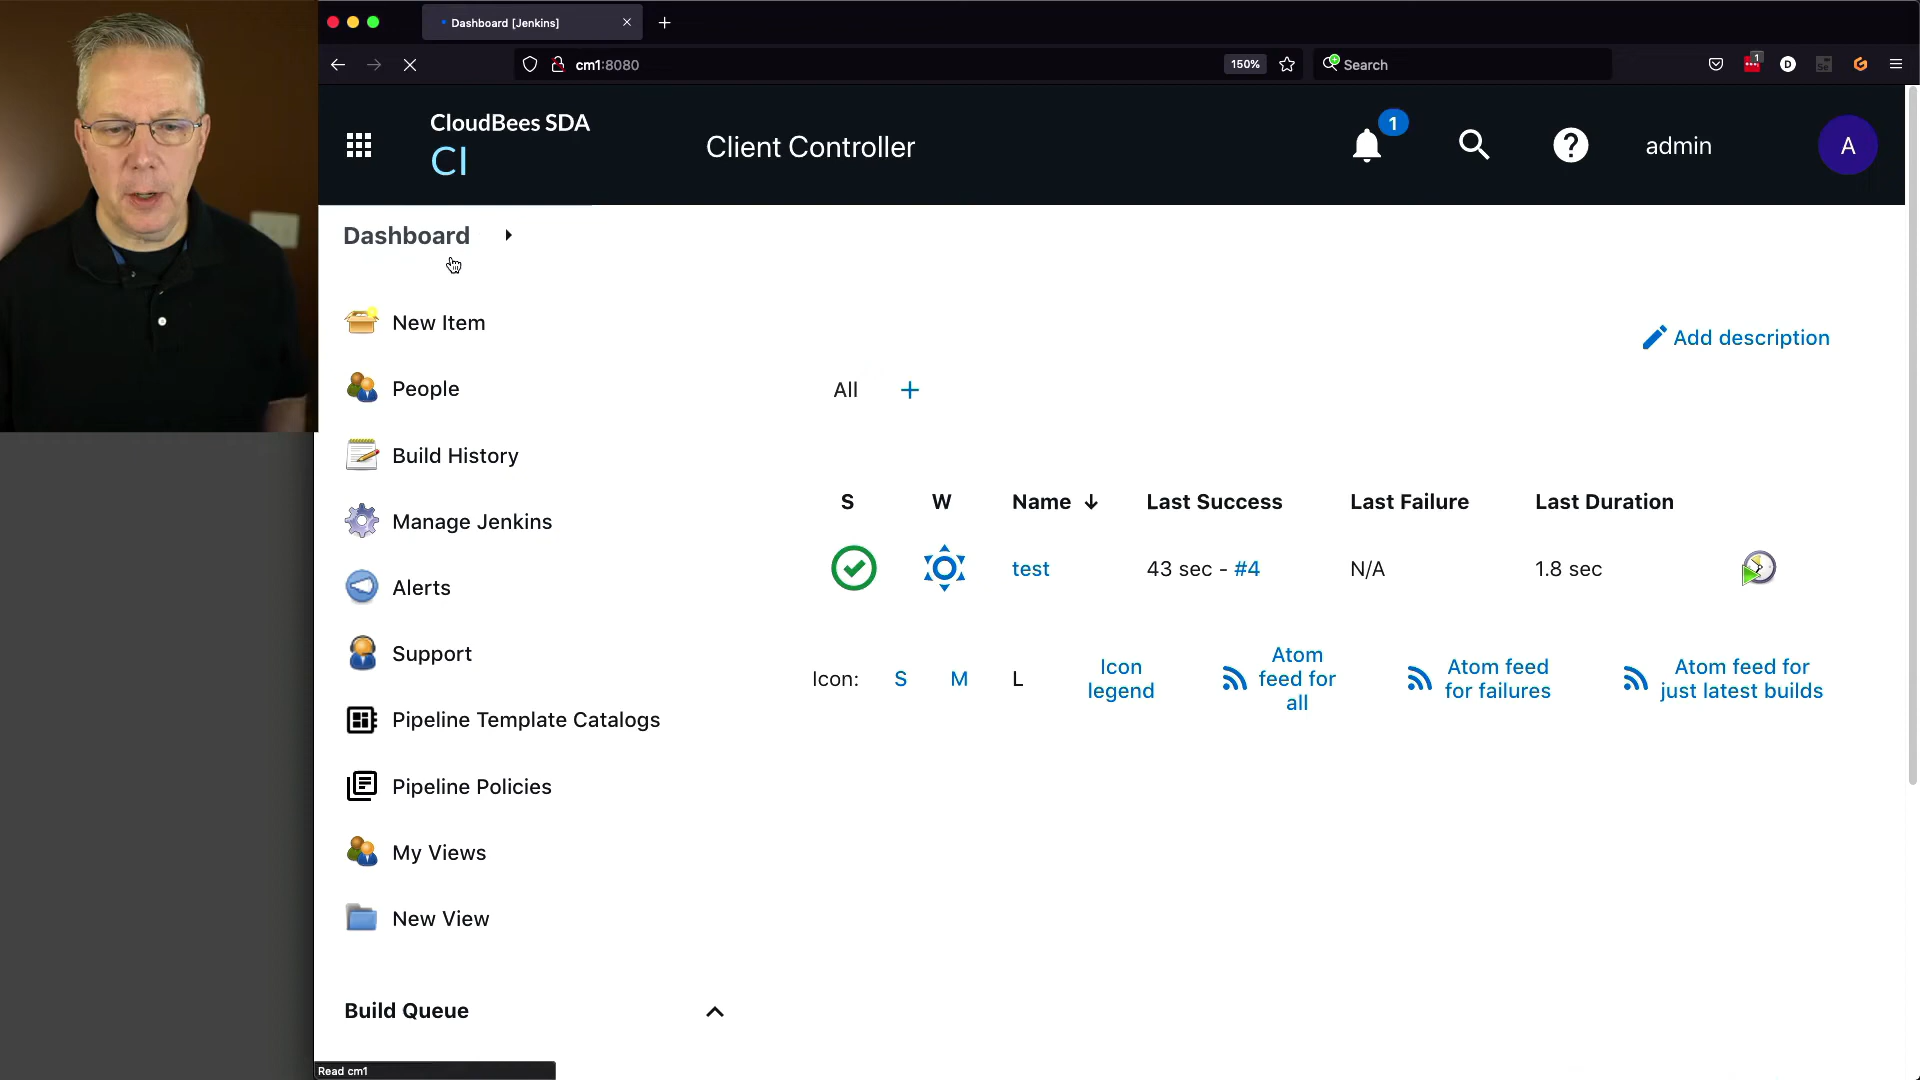 Dashboard [Jenkins]
cm1:8080
150%
Search
1
D
CloudBees SDA
CI
Client Controller
1
admin
A
Dashboard
New Item
Add description
People
All
Build History
S W Name Last Success Last Failure Last Duration
Manage Jenkins
test 43 sec - #4 N/A 1.8 sec
Alerts
Support
Icon: S M L
Icon
legend
Atom
feed for
all
Atom feed
for failures
Atom feed for
just latest builds
Pipeline Template Catalogs
Pipeline Policies
My Views
New View
Build Queue
Read cm1